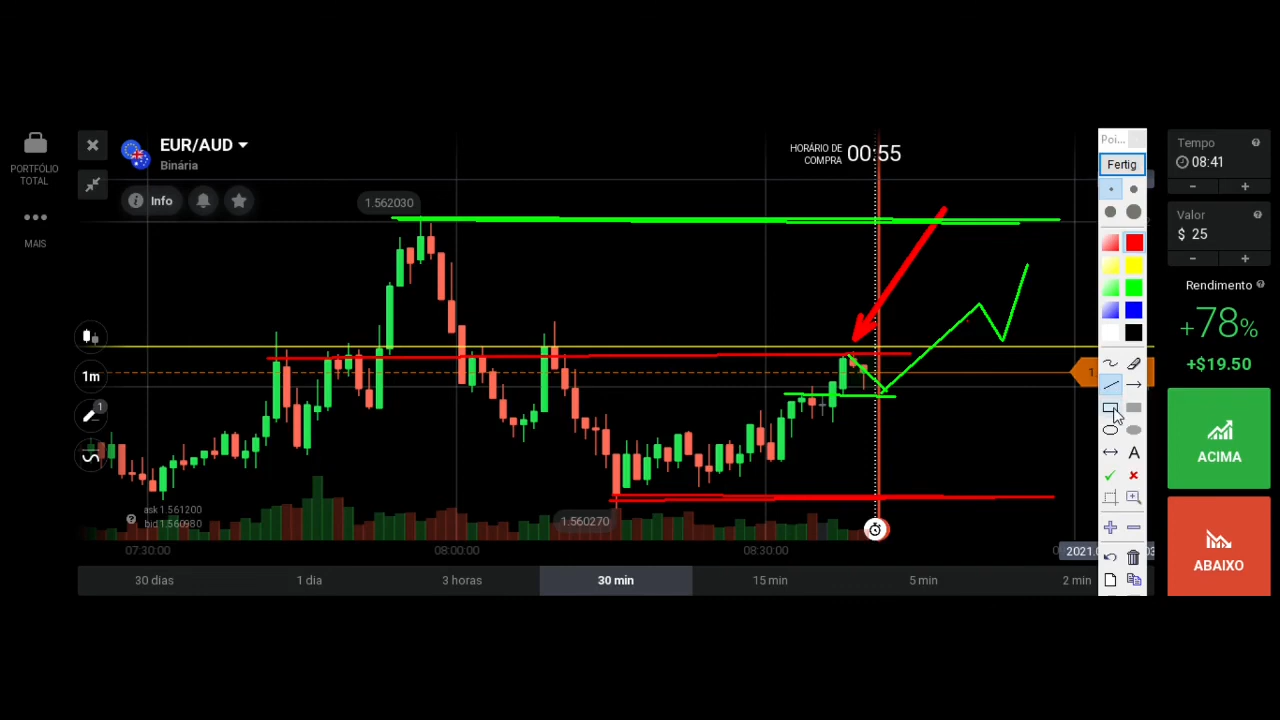 PORTFÓLIO
TOTAL
MAIS
EUR/AUD
Binária
Info
1.562030
HORÁRIO DE
COMPRA
00:55
1m
1
ask 1.561200
bid 1.560980
1.560270
07:30:00
08:00:00
08:30:00
2021.0
30 dias
1 dia
3 horas
30 min
15 min
5 min
2 min
1
Poi...
Fertig
A
Tempo
08:41
-
+
Valor
$ 25
-
+
Rendimento
+78%
+$19.50
ACIMA
ABAIXO